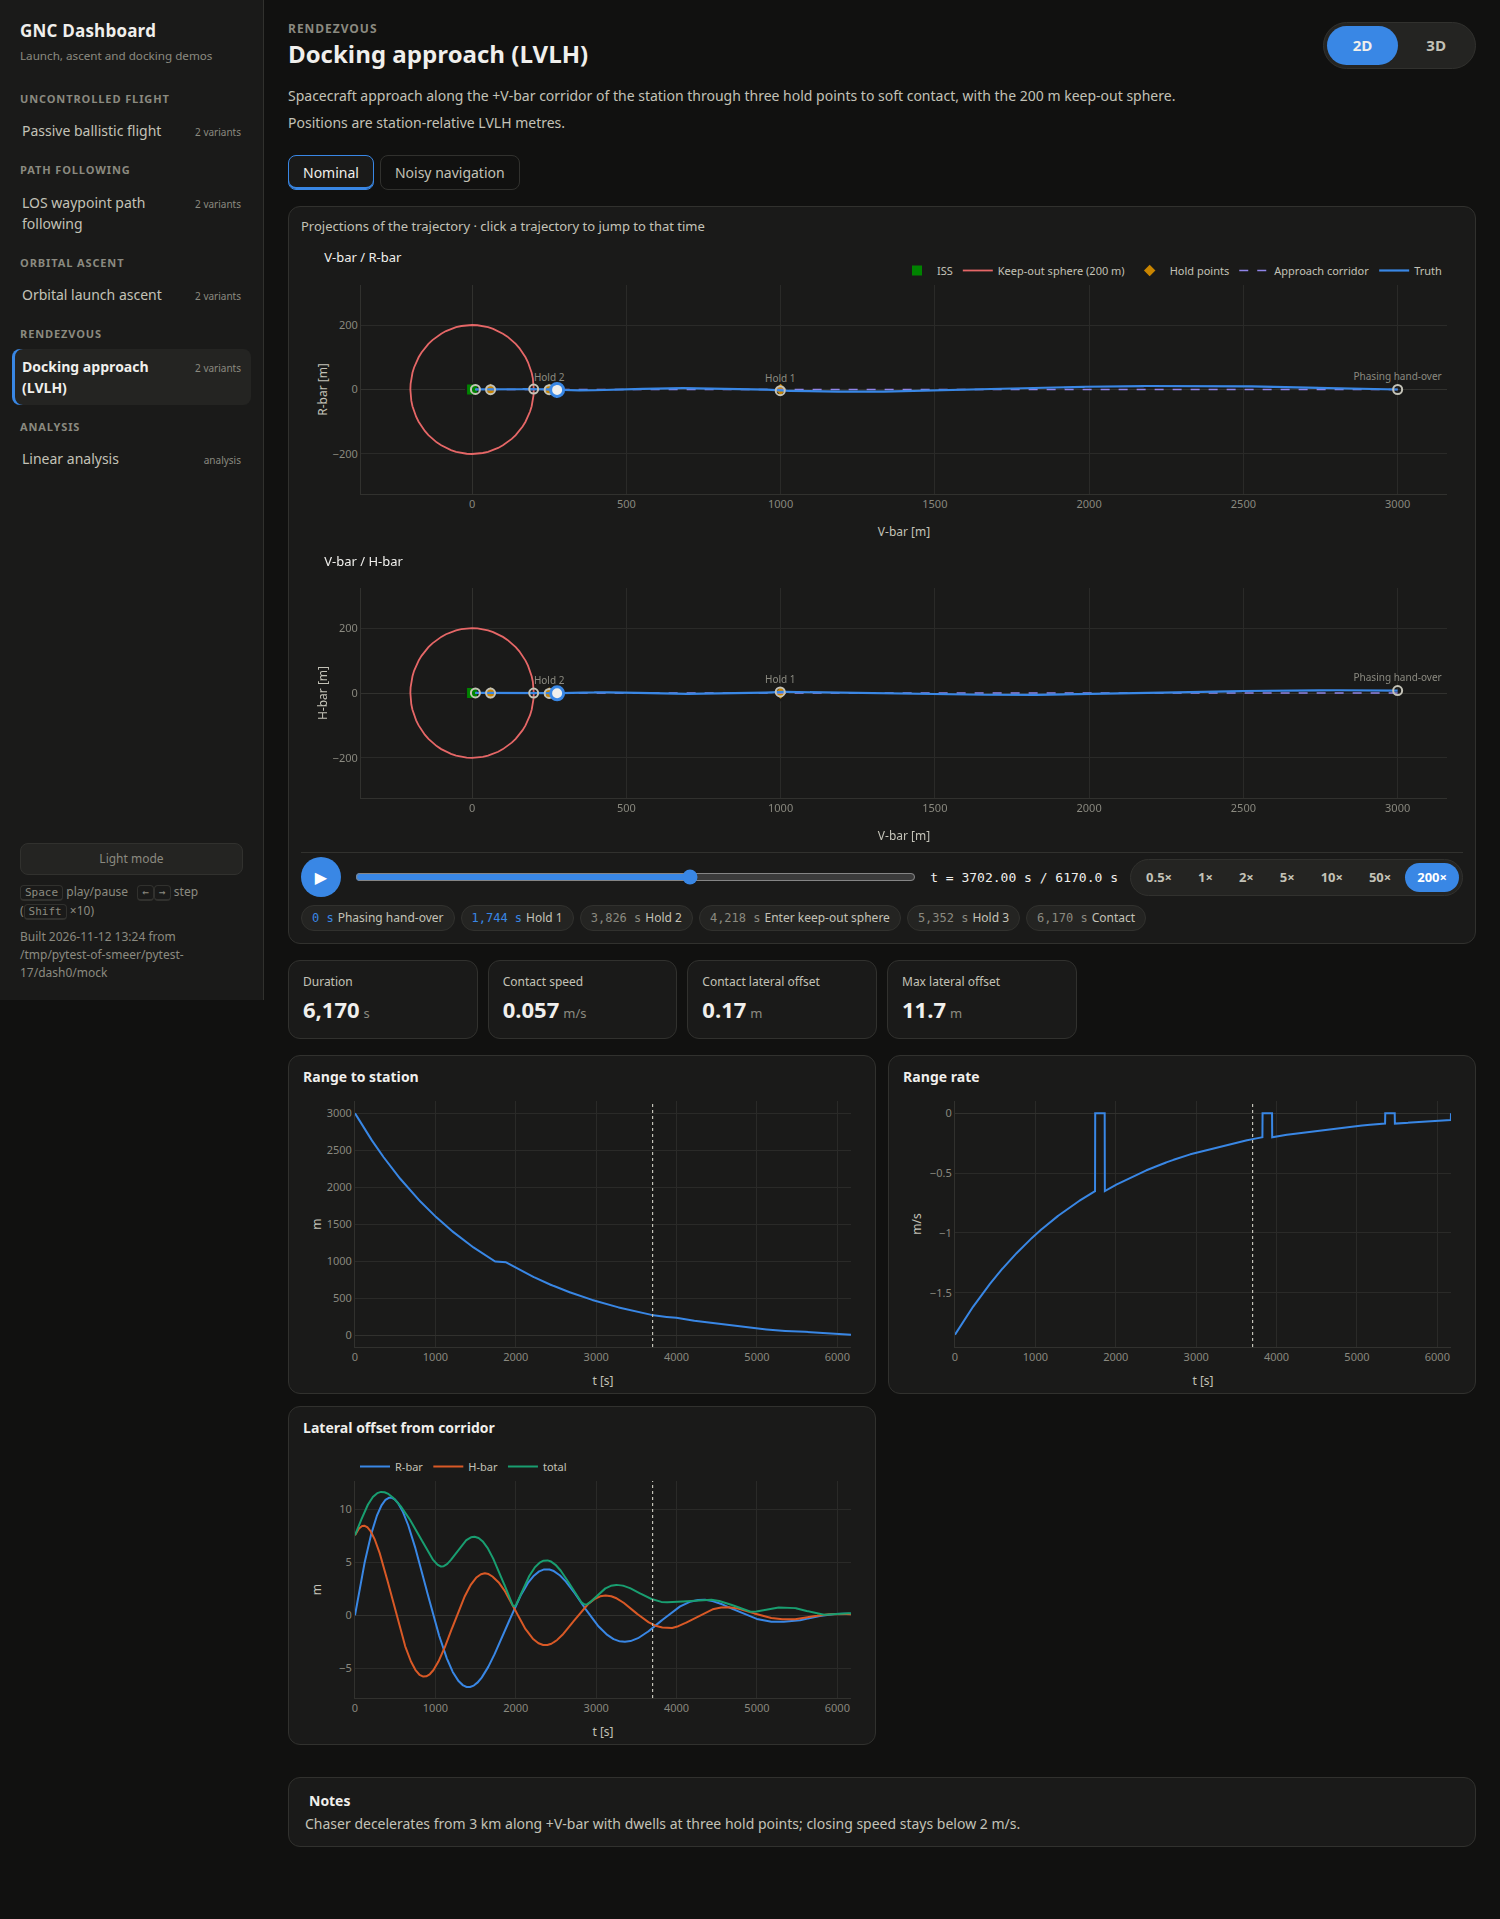 GNC Dashboard
Launch, ascent and docking demos
UNCONTROLLED FLIGHT
Passive ballistic flight 2 variants
PATH FOLLOWING
LOS waypoint path following 2 variants
ORBITAL ASCENT
Orbital launch ascent 2 variants
RENDEZVOUS
Docking approach (LVLH) 2 variants
ANALYSIS
Linear analysis analysis
Light mode
Space play/pause ← → step
(Shift ×10)
Built 2026-11-12 13:24 from
/tmp/pytest-of-smeer/pytest-
17/dash0/mock
RENDEZVOUS
Docking approach (LVLH)
2D 3D
Spacecraft approach along the +V-bar corridor of the station through three hold points to soft contact, with the 200 m keep-out sphere.
Positions are station-relative LVLH metres.
Nominal Noisy navigation
Projections of the trajectory · click a trajectory to jump to that time
V-bar / R-bar
ISS Keep-out sphere (200 m) Hold points Approach corridor Truth
200
0
−200
R-bar [m]
Hold 2 Hold 1 Phasing hand-over
0 500 1000 1500 2000 2500 3000
V-bar [m]
V-bar / H-bar
200
0
−200
H-bar [m]
Hold 2 Hold 1 Phasing hand-over
0 500 1000 1500 2000 2500 3000
V-bar [m]
▶ t = 3702.00 s / 6170.0 s 0.5× 1× 2× 5× 10× 50× 200×
0 s Phasing hand-over 1,744 s Hold 1 3,826 s Hold 2 4,218 s Enter keep-out sphere 5,352 s Hold 3 6,170 s Contact
Duration
6,170 s
Contact speed
0.057 m/s
Contact lateral offset
0.17 m
Max lateral offset
11.7 m
Range to station
3000
2500
2000
1500
1000
500
0
m
0 1000 2000 3000 4000 5000 6000
t [s]
Range rate
0
−0.5
−1
−1.5
m/s
0 1000 2000 3000 4000 5000 6000
t [s]
Lateral offset from corridor
R-bar H-bar total
10
5
0
−5
m
0 1000 2000 3000 4000 5000 6000
t [s]
Notes
Chaser decelerates from 3 km along +V-bar with dwells at three hold points; closing speed stays below 2 m/s.